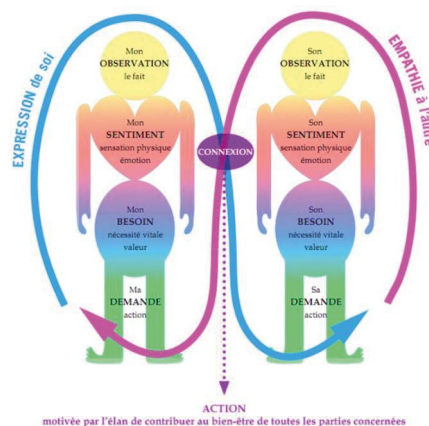 EXPRESSION de soi
Mon
OBSERVATION
le fait
Mon
SENTIMENT
sensation physique
émotion
Mon
BESOIN
nécessité vitale
valeur
Ma
DEMANDE
action
CONNEXION
Son
OBSERVATION
le fait
Son
SENTIMENT
sensation physique
émotion
Son
BESOIN
nécessité vitale
valeur
Sa
DEMANDE
action
EMPATHIE à l'autre
ACTION
motivée par l'élan de contribuer au bien-être de toutes les parties concernées